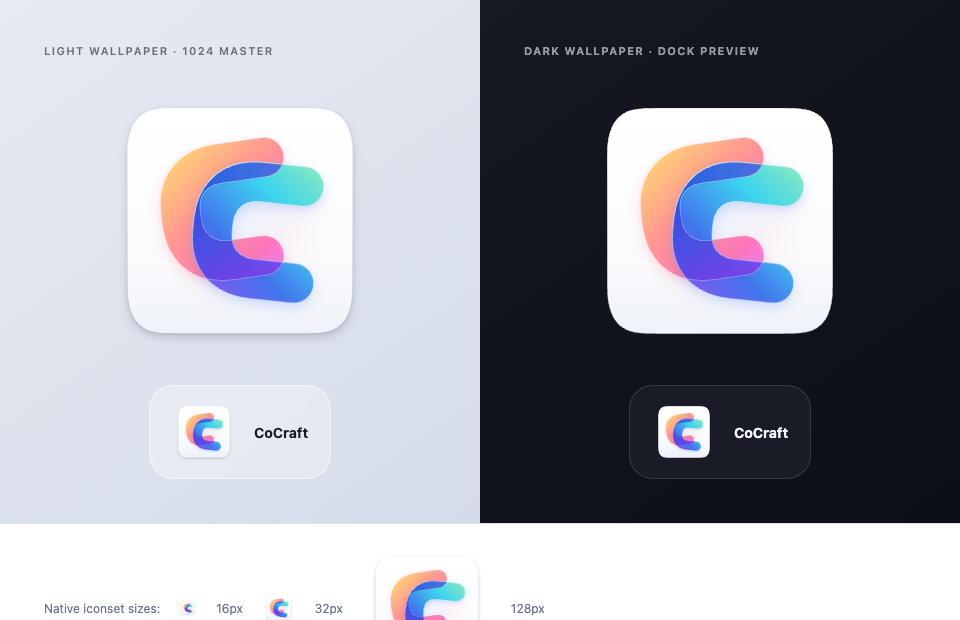 LIGHT WALLPAPER · 1024 MASTER
DARK WALLPAPER · DOCK PREVIEW
CoCraft
CoCraft
Native iconset sizes: 16px 32px 128px